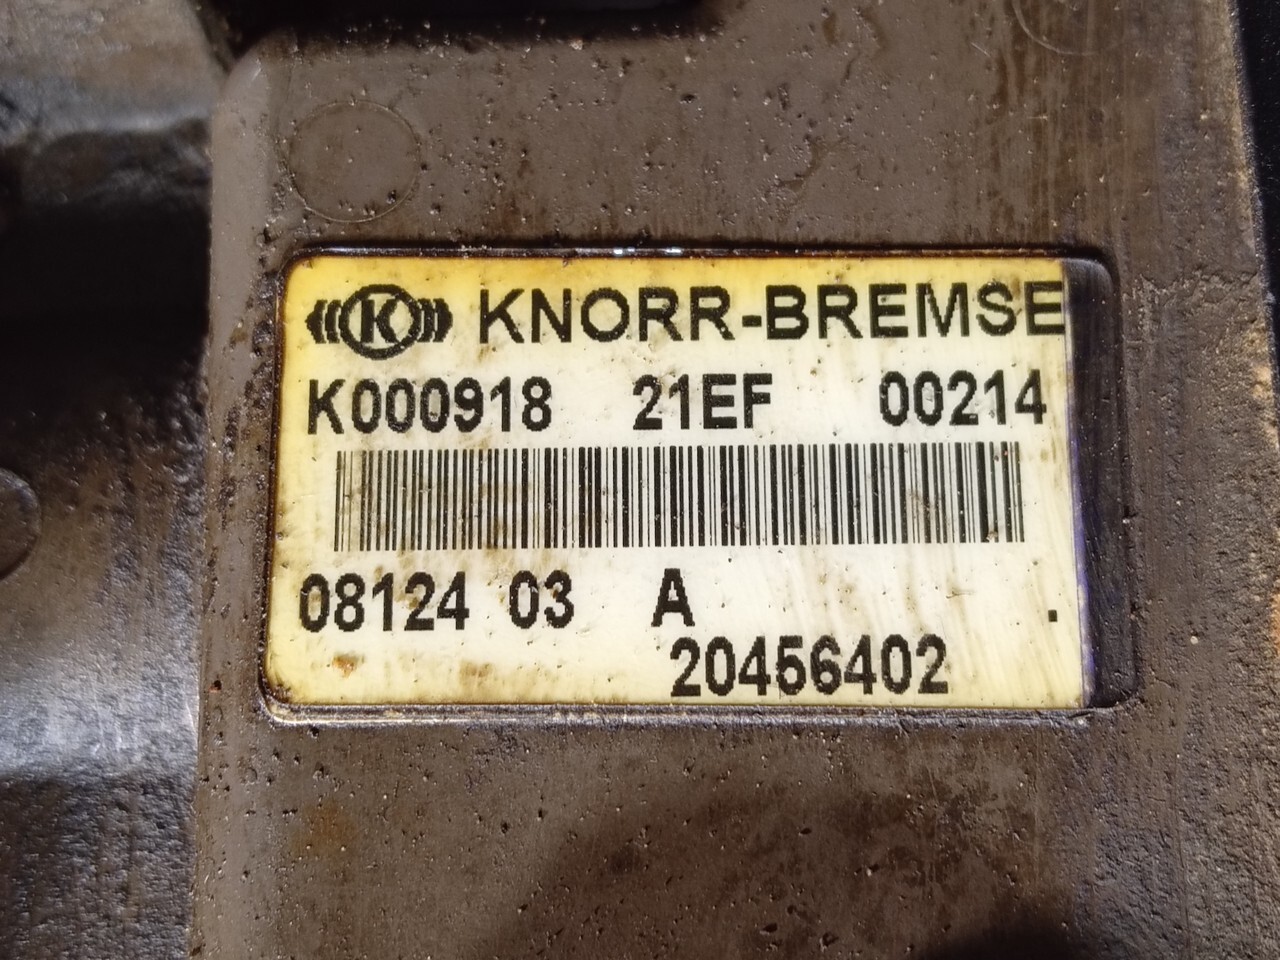 K KNORR-BREMSE
K000918 21EF 00214
08124 03 A .
20456402